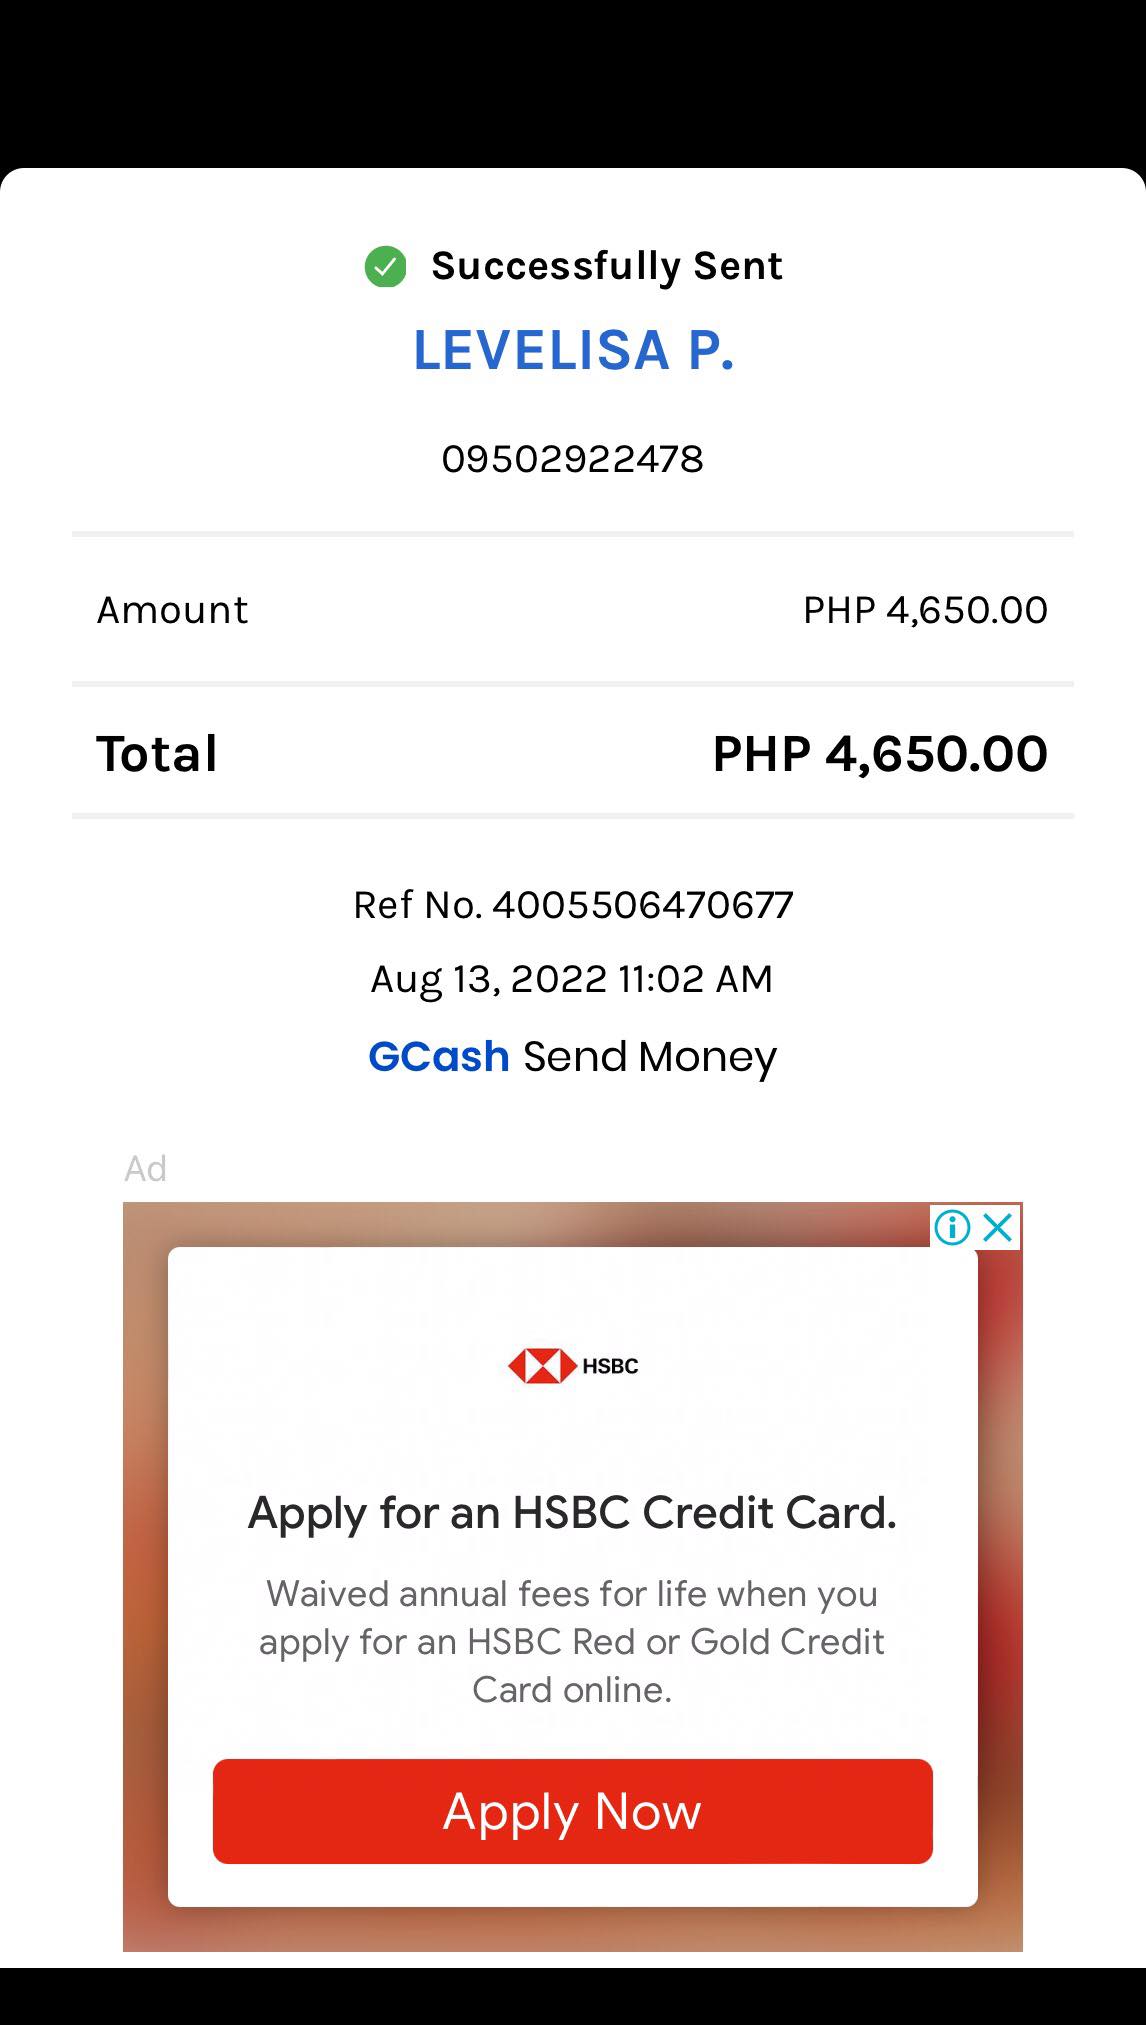 Successfully Sent
LEVELISA P.
09502922478
Amount PHP 4,650.00
Total PHP 4,650.00
Ref No. 4005506470677
Aug 13, 2022 11:02 AM
GCash Send Money
Ad
HSBC
Apply for an HSBC Credit Card.
Waived annual fees for life when you
apply for an HSBC Red or Gold Credit
Card online.
Apply Now